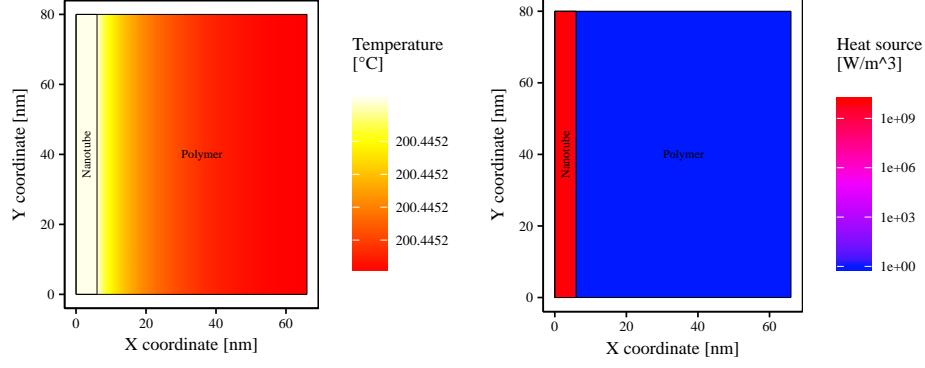 80
60
40
20
0
Y coordinate [nm]
Nanotube
Polymer
0
20
40
60
X coordinate [nm]
Temperature
[°C]
200.4452
200.4452
200.4452
200.4452
80
60
40
20
0
Y coordinate [nm]
Nanotube
Polymer
0
20
40
60
X coordinate [nm]
Heat source
[W/m^3]
1e+09
1e+06
1e+03
1e+00